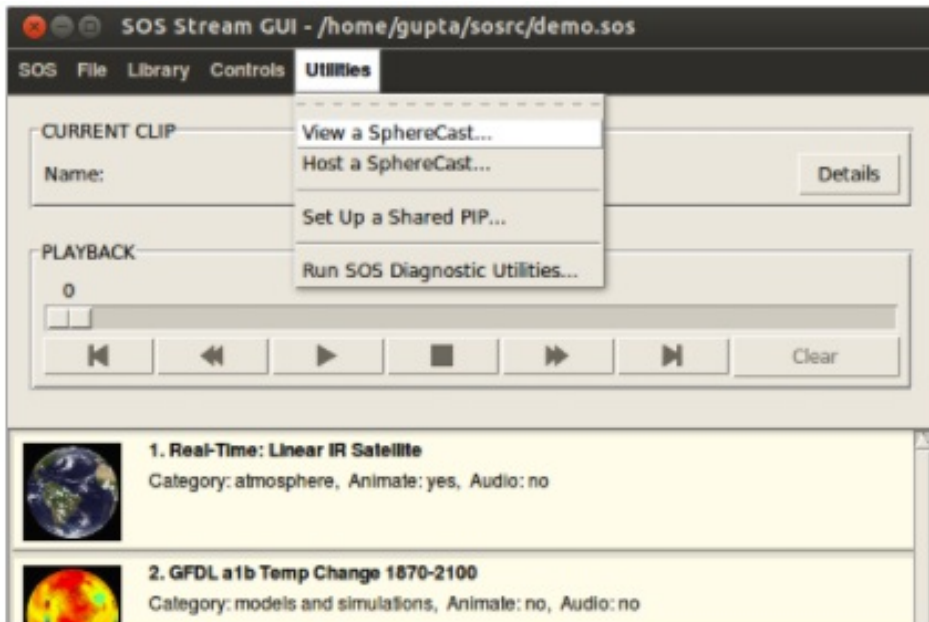 SOS Stream GUI - /home/gupta/sosrc/demo.sos
SOS File Library Controls Utilities
CURRENT CLIP
Name:
Details
View a SphereCast...
Host a SphereCast...
Set Up a Shared PIP...
Run SOS Diagnostic Utilities...
PLAYBACK
0
Clear
1. Real-Time: Linear IR Satellite
Category: atmosphere, Animate: yes, Audio: no
2. GFDL a1b Temp Change 1870-2100
Category: models and simulations, Animate: no, Audio: no